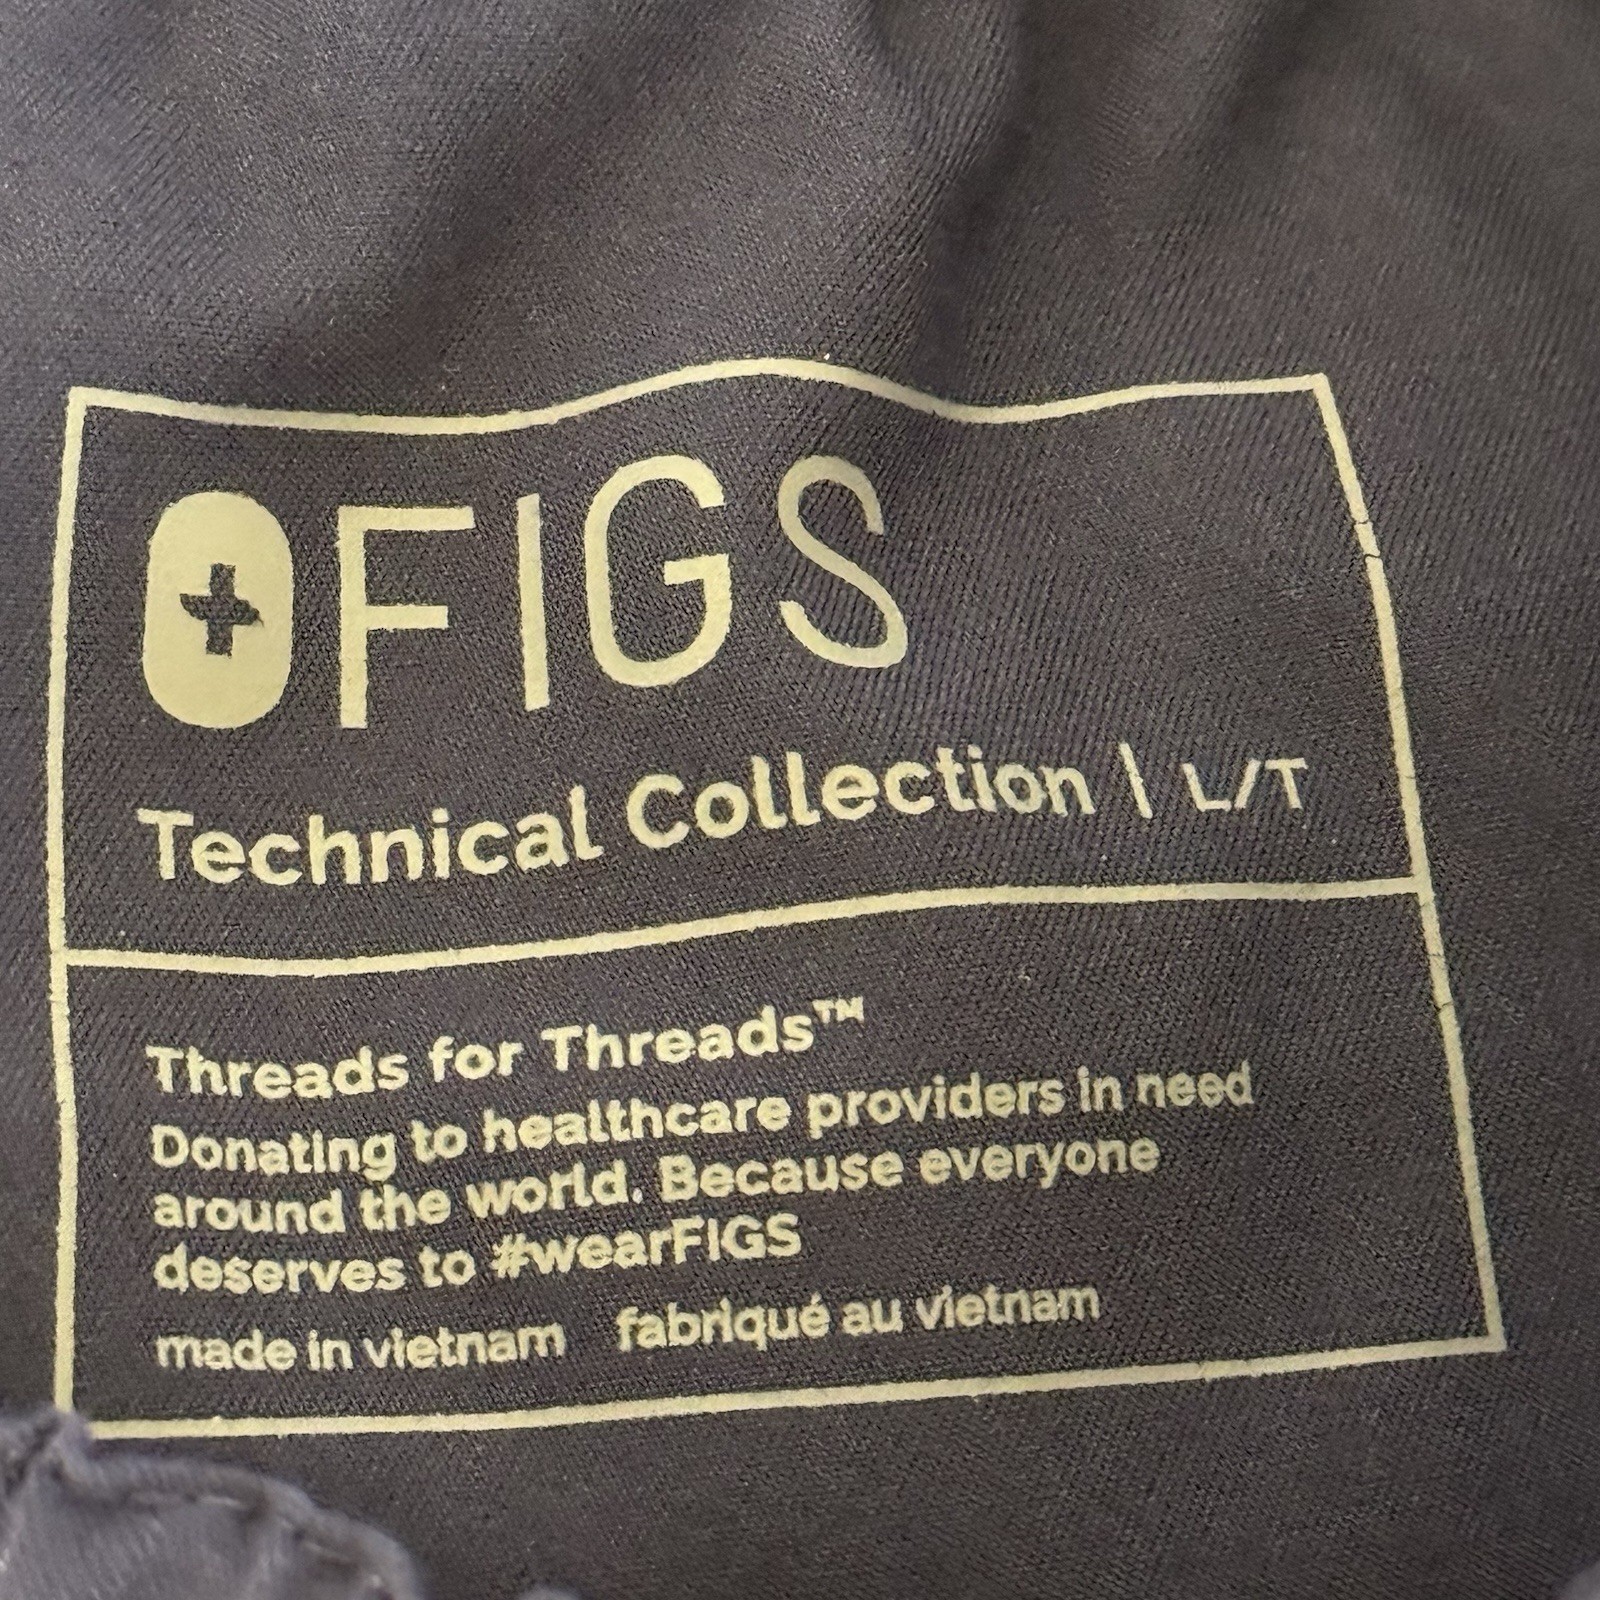 FIGS
Technical Collection | L/T
Threads for Threads™
Donating to healthcare providers in need
around the world. Because everyone
deserves to #wearFIGS
made in vietnam fabriqué au vietnam